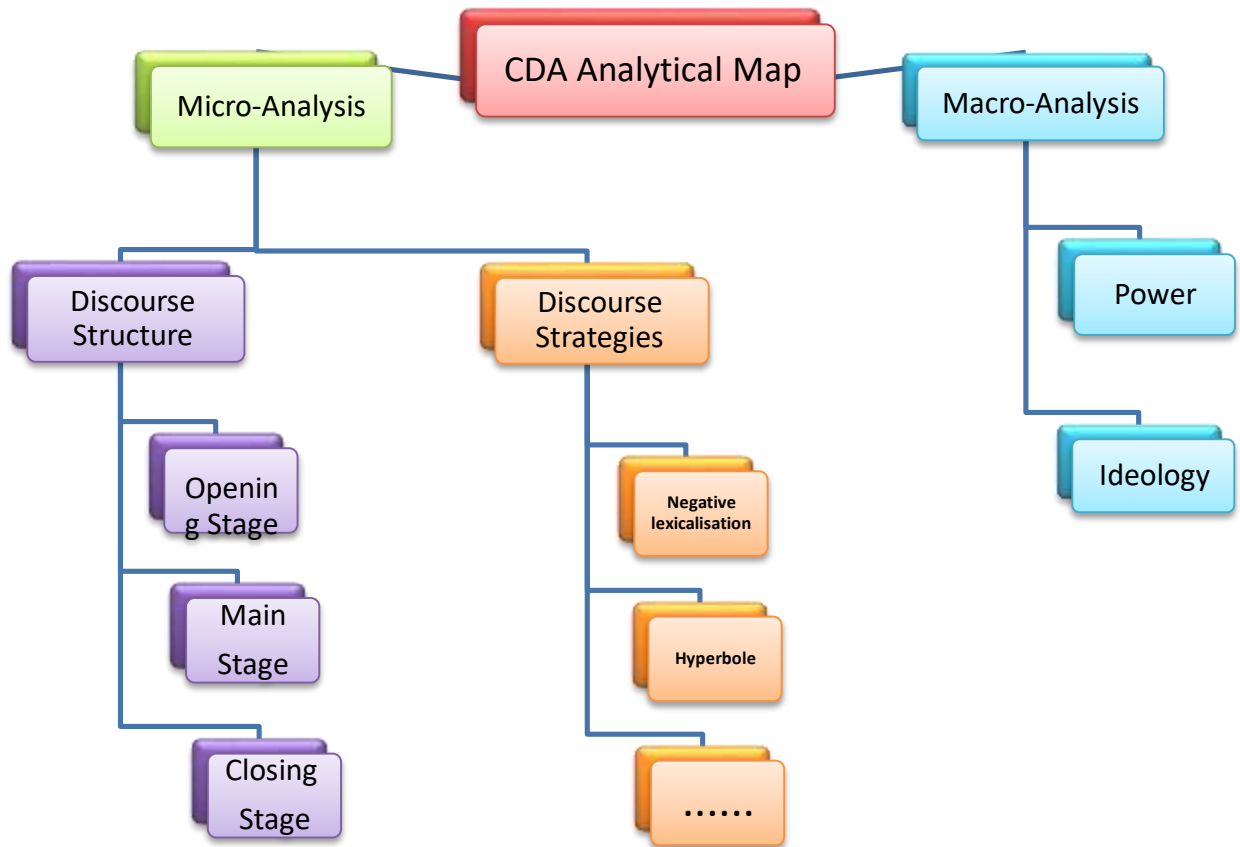 CDA Analytical Map
Micro-Analysis
Macro-Analysis
Discourse
Structure
Discourse
Strategies
Power
Openin
g Stage
Negative
lexicalisation
Ideology
Main
Stage
Hyperbole
Closing
Stage
......